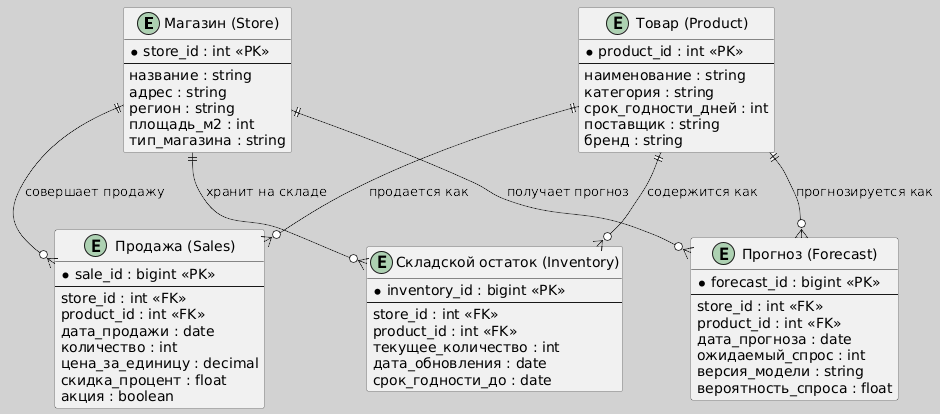 E Магазин (Store)
* store_id : int «PK»
название : string
адрес : string
регион : string
площадь_м2 : int
тип_магазина : string
E Товар (Product)
* product_id : int «PK»
наименование : string
категория : string
срок_годности_дней : int
поставщик : string
бренд : string
совершает продажу
хранит на складе
продается как
получает прогноз
содержится как
прогнозируется как
E Продажа (Sales)
* sale_id : bigint «PK»
store_id : int «FK»
product_id : int «FK»
дата_продажи : date
количество : int
цена_за_единицу : decimal
скидка_процент : float
акция : boolean
E Складской остаток (Inventory)
* inventory_id : bigint «PK»
store_id : int «FK»
product_id : int «FK»
текущее_количество : int
дата_обновления : date
срок_годности_до : date
E Прогноз (Forecast)
* forecast_id : bigint «PK»
store_id : int «FK»
product_id : int «FK»
дата_прогноза : date
ожидаемый_спрос : int
версия_модели : string
вероятность_спроса : float